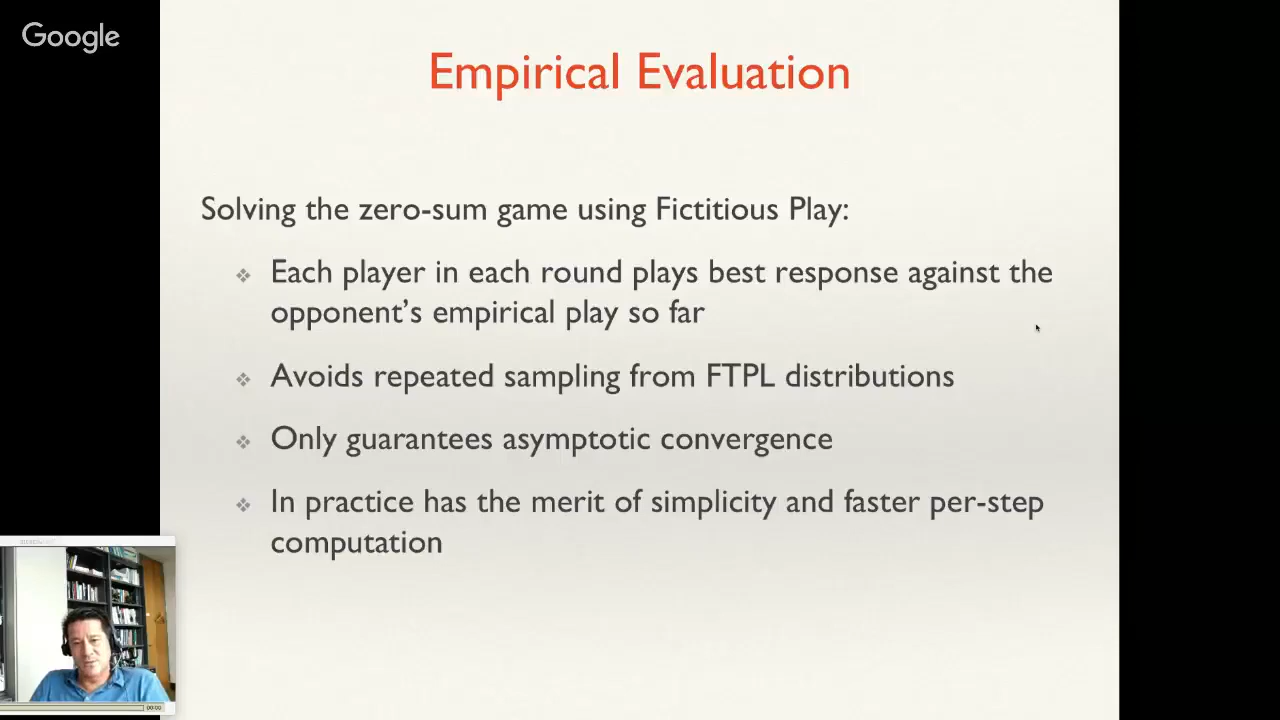 Google
Empirical Evaluation
Solving the zero-sum game using Fictitious Play:
Each player in each round plays best response against the
opponent's empirical play so far
Avoids repeated sampling from FTPL distributions
Only guarantees asymptotic convergence
In practice has the merit of simplicity and faster per-step
computation
00:00